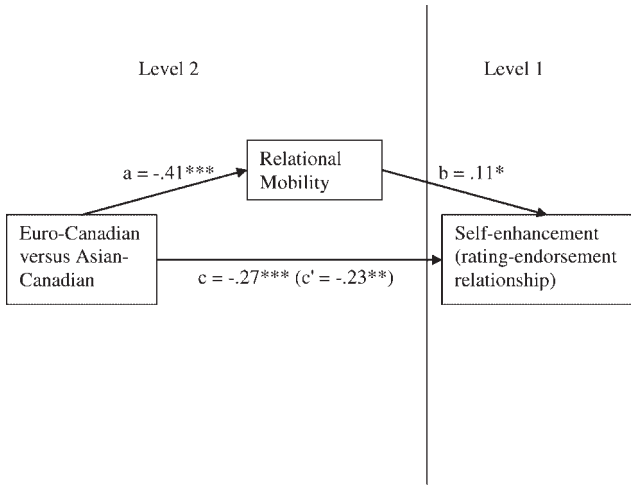 Level 2
Level 1
a = -.41***
Relational
Mobility
b = .11*
Euro-Canadian
versus Asian-
Canadian
c = -.27*** (c' = -.23**)
Self-enhancement
(rating-endorsement
relationship)